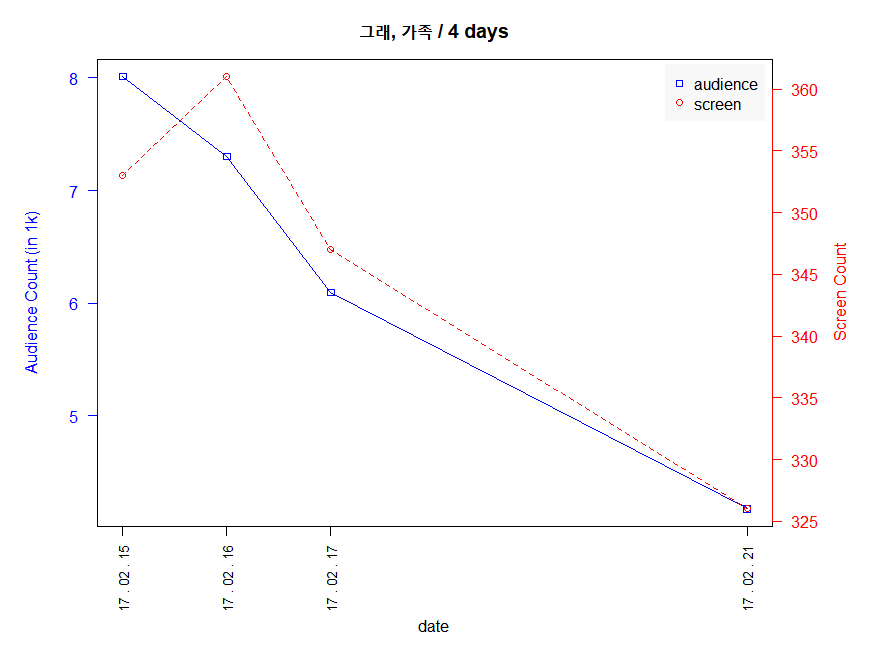 그래, 가족 / 4 days
audience
screen
Audience Count (in 1k)
8
7
6
5
360
355
350
345
340
335
330
325
Screen Count
17 . 02 . 15
17 . 02 . 16
17 . 02 . 17
17 . 02 . 21
date